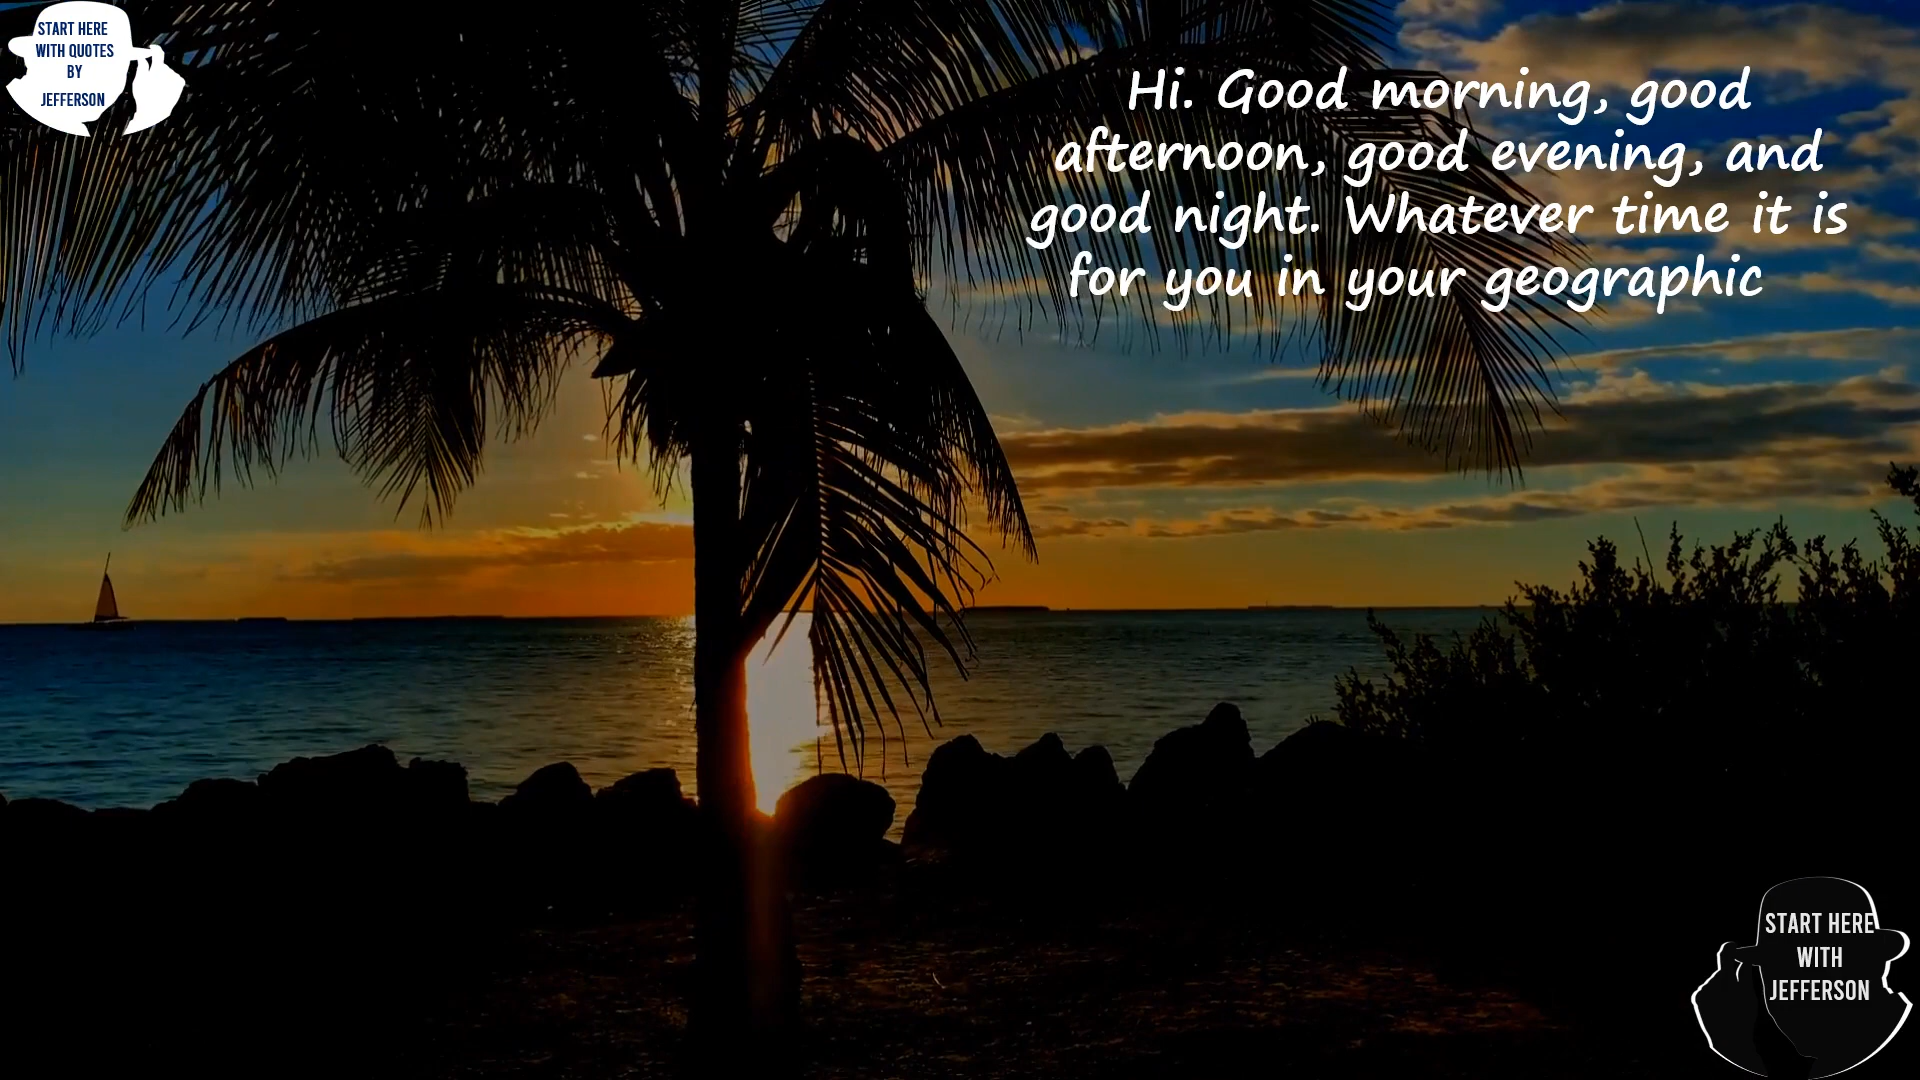 START HERE
WITH QUOTES
BY
JEFFERSON
Hi. Good morning, good
afternoon, good evening, and
good night. Whatever time it is
for you in your geographic
START HERE
WITH
JEFFERSON